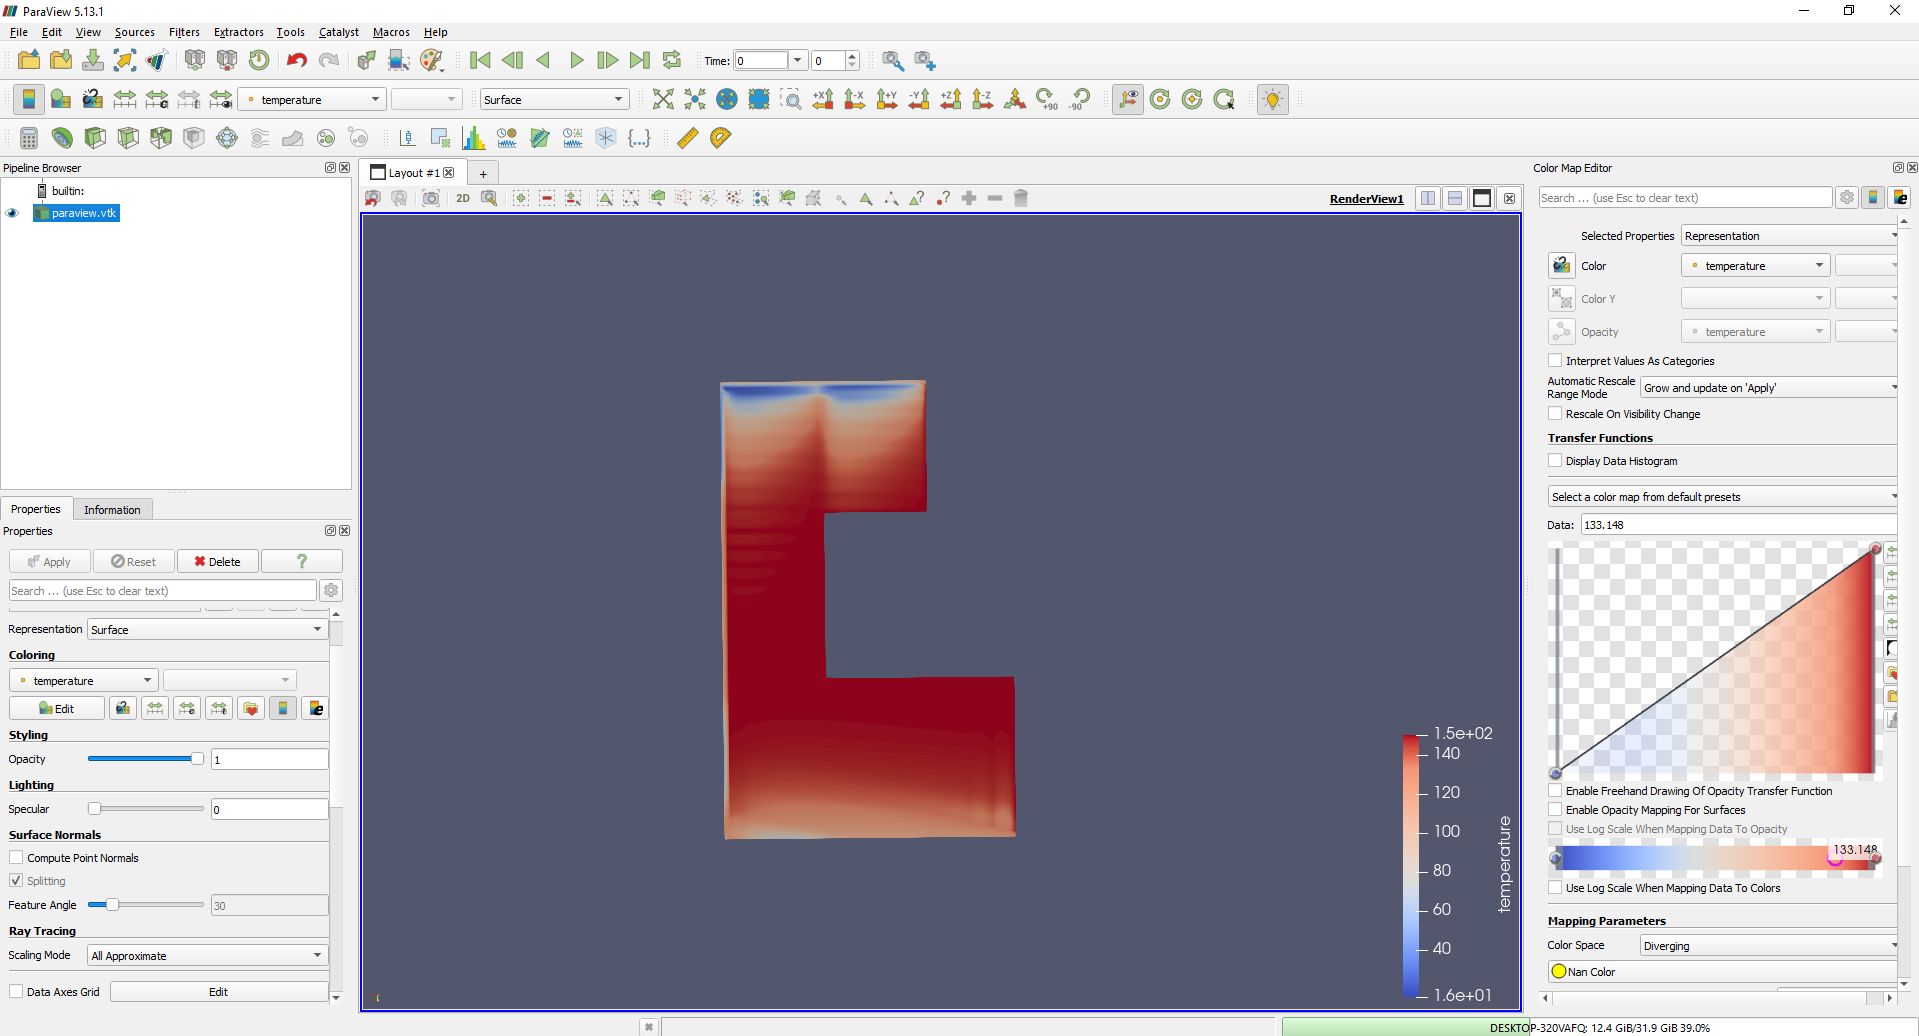 ParaView 5.13.1
File Edit View Sources Filters Extractors Tools Catalyst Macros Help
Time: 0 0
temperature Surface +X -X +Y -Y +Z -Z +90 -90
Pipeline Browser
builtin:
paraview.vtk
Properties Information
Properties
Apply Reset Delete ?
Search ... (use Esc to clear text)
Representation Surface
Coloring
temperature
Edit
Styling
Opacity 1
Lighting
Specular 0
Surface Normals
Compute Point Normals
Splitting
Feature Angle 30
Ray Tracing
Scaling Mode All Approximate
Data Axes Grid Edit
Layout #1 +
2D RenderView1
1.5e+02
140
120
100
80
60
40
1.6e+01
temperature
Color Map Editor
Search ... (use Esc to clear text)
Selected Properties Representation
Color temperature
Color Y
Opacity temperature
Interpret Values As Categories
Automatic Rescale
Range Mode Grow and update on 'Apply'
Rescale On Visibility Change
Transfer Functions
Display Data Histogram
Select a color map from default presets
Data: 133.148
Enable Freehand Drawing Of Opacity Transfer Function
Enable Opacity Mapping For Surfaces
Use Log Scale When Mapping Data To Opacity
133.148
Use Log Scale When Mapping Data To Colors
Mapping Parameters
Color Space Diverging
Nan Color
DESKTOP-320VAFQ: 12.4 GiB/31.9 GiB 39.0%